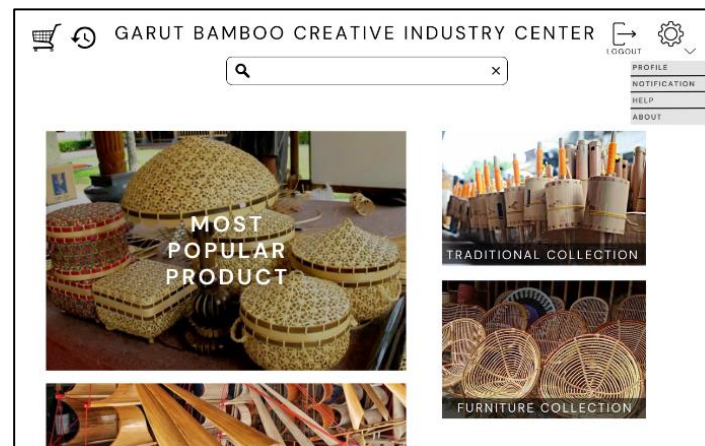 GARUT BAMBOO CREATIVE INDUSTRY CENTER
LOGOUT
PROFILE
NOTIFICATION
HELP
ABOUT
MOST
POPULAR
PRODUCT
TRADITIONAL COLLECTION
FURNITURE COLLECTION